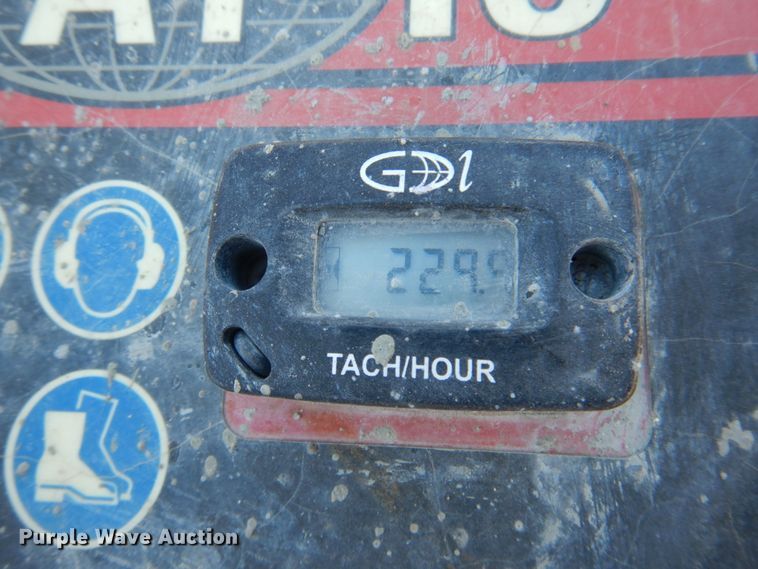 GDI
229.9
TACH/HOUR
Purple Wave Auction